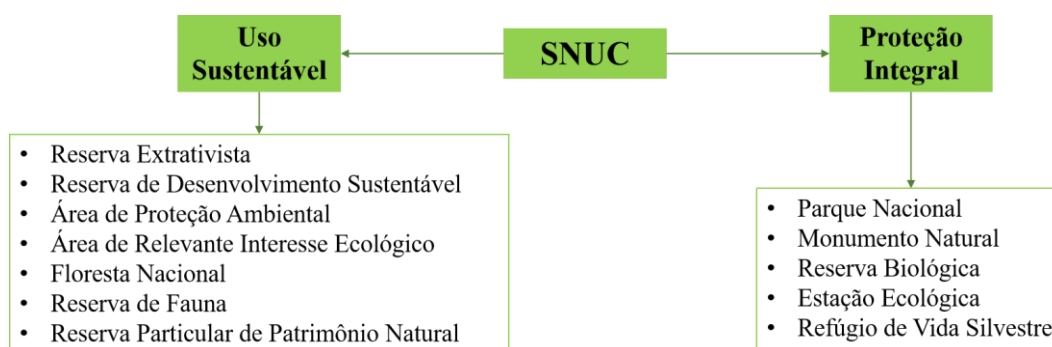 Uso
Sustentável
SNUC
Proteção
Integral
• Reserva Extrativista
• Reserva de Desenvolvimento Sustentável
• Área de Proteção Ambiental
• Área de Relevante Interesse Ecológico
• Floresta Nacional
• Reserva de Fauna
• Reserva Particular de Patrimônio Natural
• Parque Nacional
• Monumento Natural
• Reserva Biológica
• Estação Ecológica
• Refúgio de Vida Silvestre